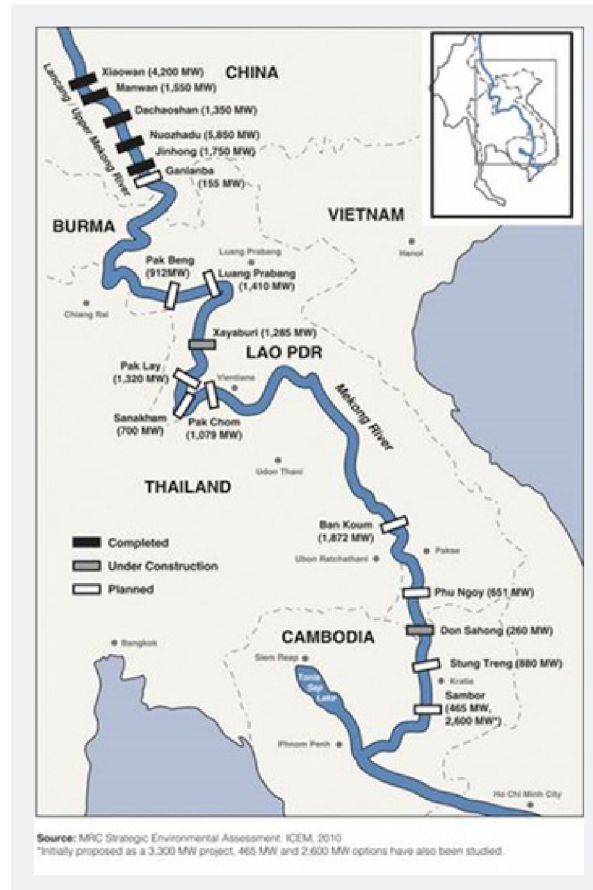 Xiaowan (4,200 MW)
CHINA
Manwan (1,550 MW)
Dachaoshan (1,350 MW)
Nuozhadu (5,850 MW)
Jinhong (1,750 MW)
Ganlanba
(155 MW)
Lancang / Upper Mekong River
BURMA
VIETNAM
Hanoi
Pak Beng
(912MW)
Luang Prabang
Luang Prabang
(1,410 MW)
Chiang Rai
Xayaburi (1,285 MW)
LAO PDR
Pak Lay
(1,320 MW)
Vientiane
Sanakham
(700 MW)
Pak Chom
(1,079 MW)
Mekong River
Udon Thani
THAILAND
Ban Koum
(1,872 MW)
Completed
Under Construction
Planned
Ubon Ratchathani
Pakse
Phu Ngoy (651 MW)
Don Sahong (260 MW)
CAMBODIA
Bangkok
Siem Reap
Stung Treng (880 MW)
Tonle
Sap
Lake
Kratie
Sambor
(465 MW,
2,600 MW*)
Phnom Penh
Ho Chi Minh City
Source: MRC Strategic Environmental Assessment; ICEM, 2010
*Initially proposed as a 3,300 MW project, 465 MW and 2,600 MW options have also been studied.